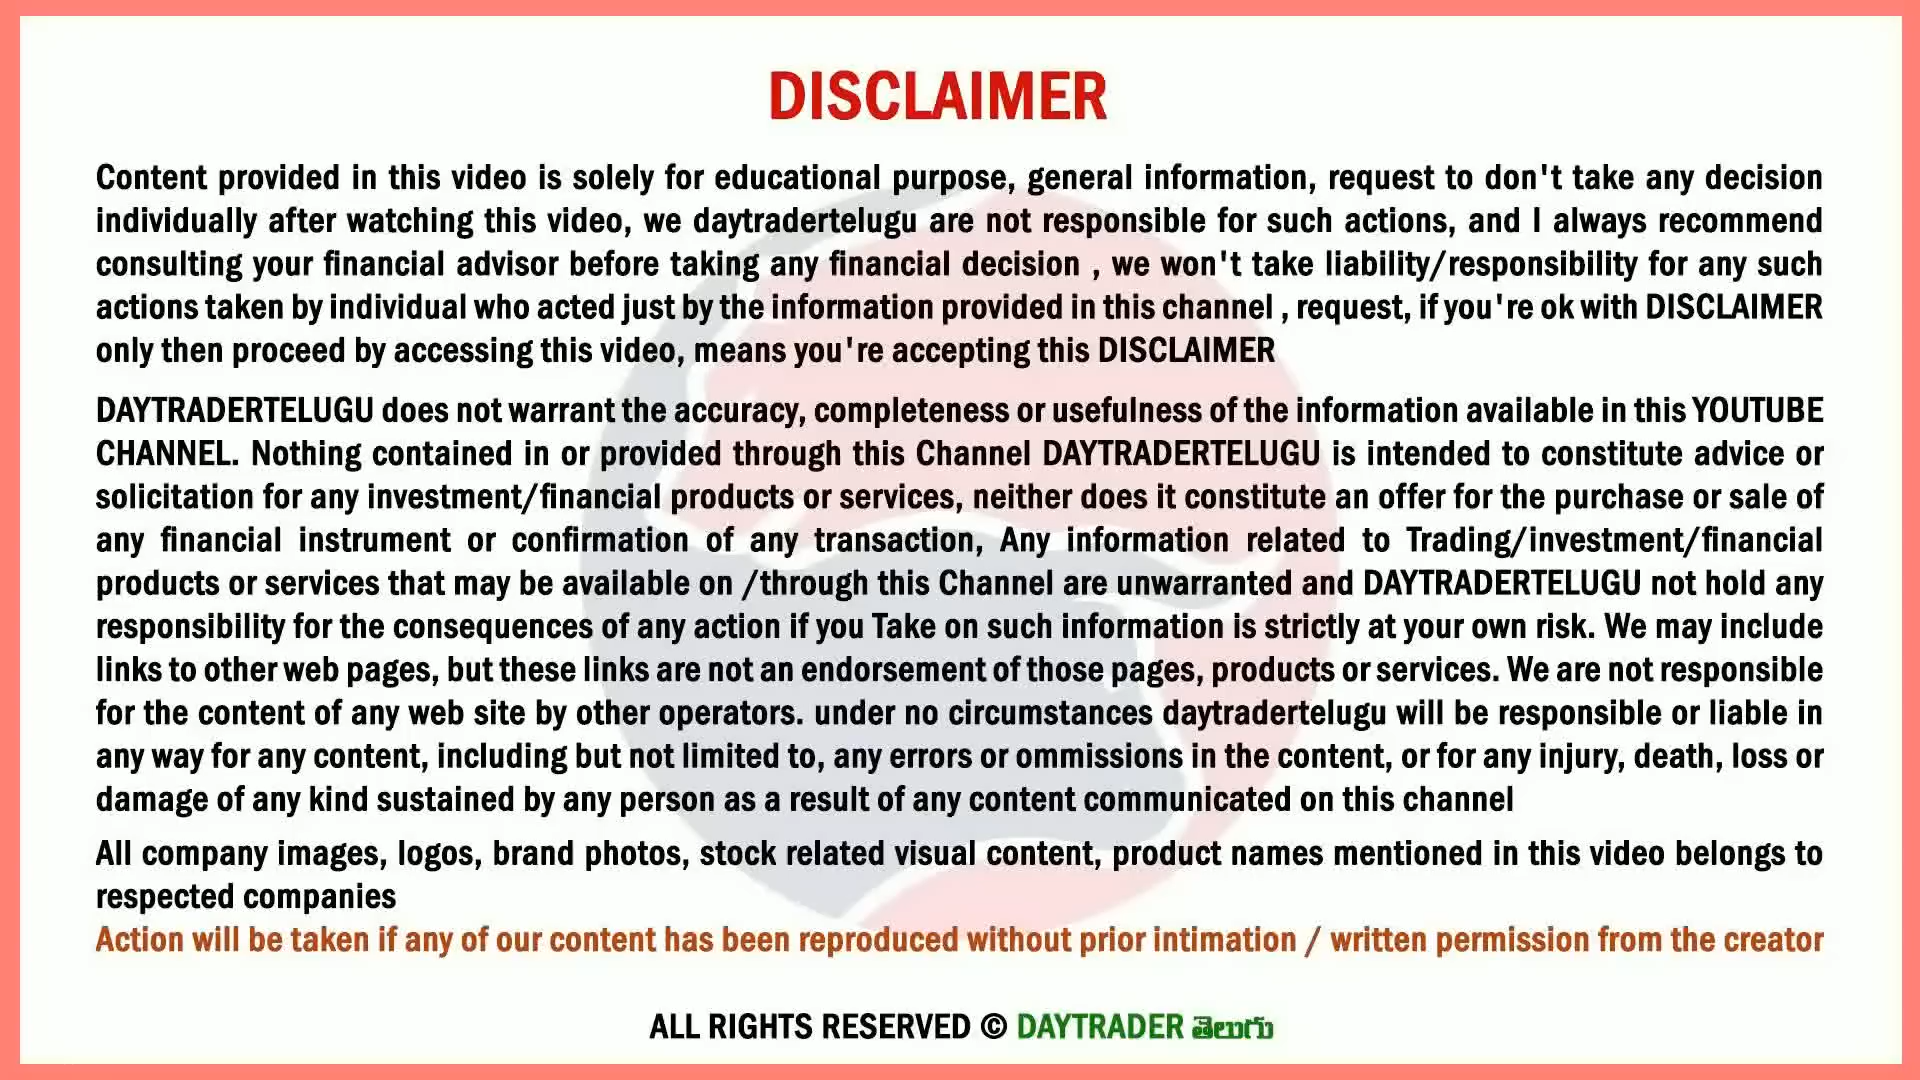 DISCLAIMER
Content provided in this video is solely for educational purpose, general information, request to don't take any decision
individually after watching this video, we daytradertelugu are not responsible for such actions, and I always recommend
consulting your financial advisor before taking any financial decision , we won't take liability/responsibility for any such
actions taken by individual who acted just by the information provided in this channel , request, if you're ok with DISCLAIMER
only then proceed by accessing this video, means you're accepting this DISCLAIMER
DAYTRADERTELUGU does not warrant the accuracy, completeness or usefulness of the information available in this YOUTUBE
CHANNEL. Nothing contained in or provided through this Channel DAYTRADERTELUGU is intended to constitute advice or
solicitation for any investment/financial products or services, neither does it constitute an offer for the purchase or sale of
any financial instrument or confirmation of any transaction, Any information related to Trading/investment/financial
products or services that may be available on /through this Channel are unwarranted and DAYTRADERTELUGU not hold any
responsibility for the consequences of any action if you Take on such information is strictly at your own risk. We may include
links to other web pages, but these links are not an endorsement of those pages, products or services. We are not responsible
for the content of any web site by other operators. under no circumstances daytradertelugu will be responsible or liable in
any way for any content, including but not limited to, any errors or ommissions in the content, or for any injury, death, loss or
damage of any kind sustained by any person as a result of any content communicated on this channel
All company images, logos, brand photos, stock related visual content, product names mentioned in this video belongs to
respected companies
Action will be taken if any of our content has been reproduced without prior intimation / written permission from the creator
ALL RIGHTS RESERVED © DAYTRADER తెలుగు